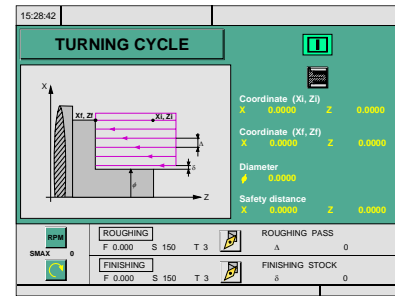 15:28:42
TURNING CYCLE
X
Xf, Zf
Xi, Zi
Δ
δ
ϕ
Z
Coordinate (Xi, Zi)
X 0.0000 Z 0.0000
Coordinate (Xf, Zf)
X 0.0000 Z 0.0000
Diameter
ϕ 0.0000
Safety distance
X 0.0000 Z 0.0000
RPM
SMAX 0
ROUGHING
F 0.000 S 150 T 3
ROUGHING PASS
Δ 0
FINISHING
F 0.000 S 150 T 3
FINISHING STOCK
δ 0